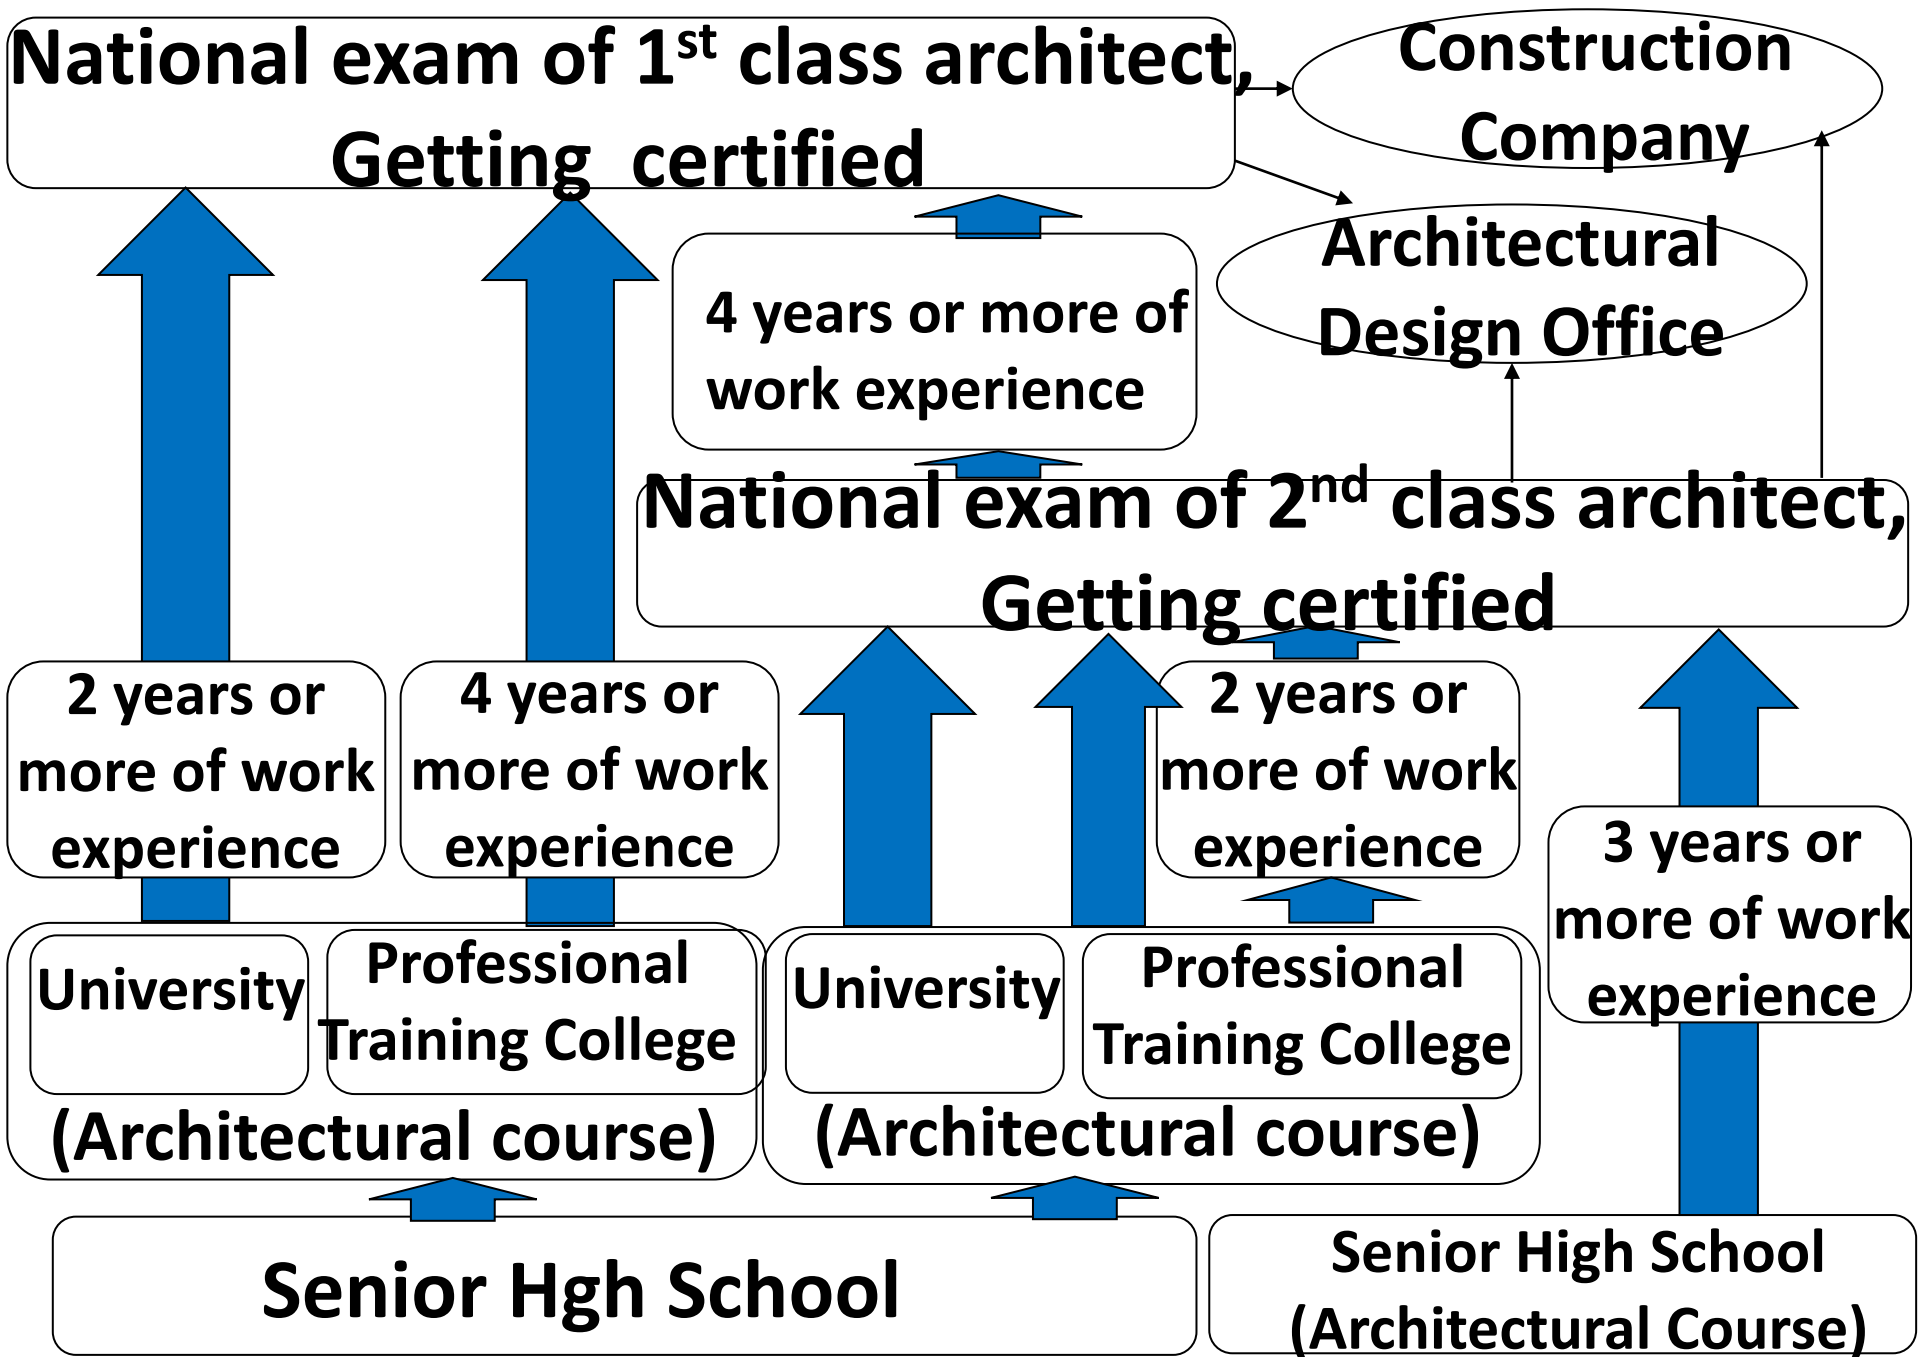 National exam of 1st class architect,
Getting certified
Construction
Company
Architectural
Design Office
4 years or more of
work experience
National exam of 2nd class architect,
Getting certified
2 years or
more of work
experience
4 years or
more of work
experience
2 years or
more of work
experience
3 years or
more of work
experience
University
Professional
Training College
(Architectural course)
University
Professional
Training College
(Architectural course)
Senior Hgh School
Senior High School
(Architectural Course)